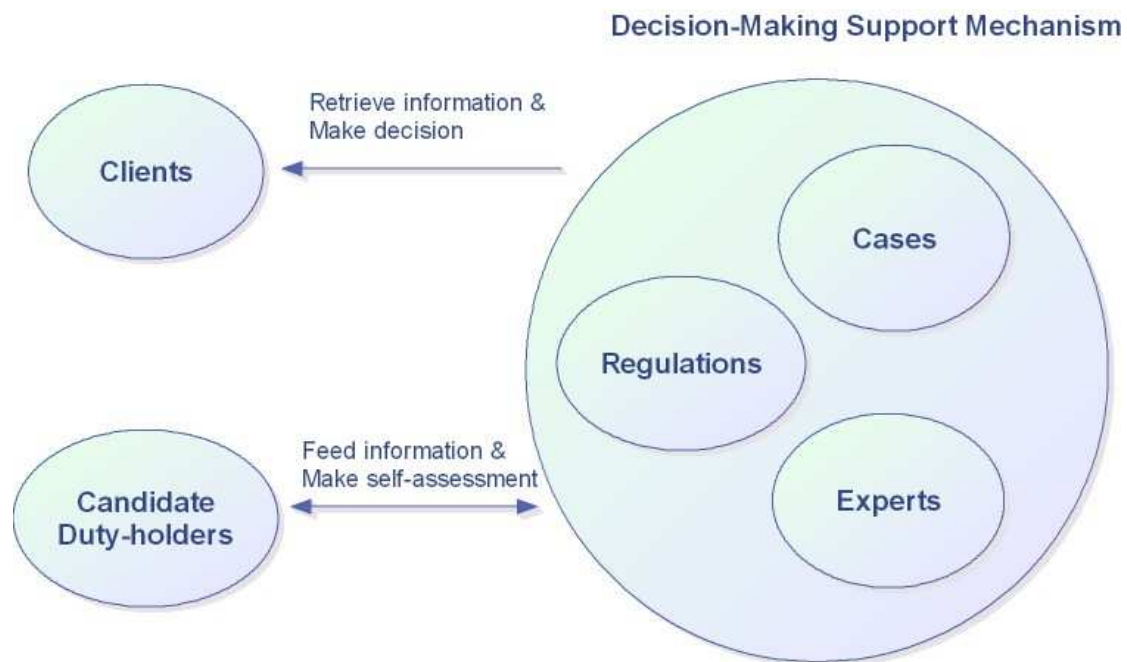 Decision-Making Support Mechanism
Retrieve information &
Make decision
Clients
Cases
Regulations
Feed information &
Make self-assessment
Candidate
Duty-holders
Experts